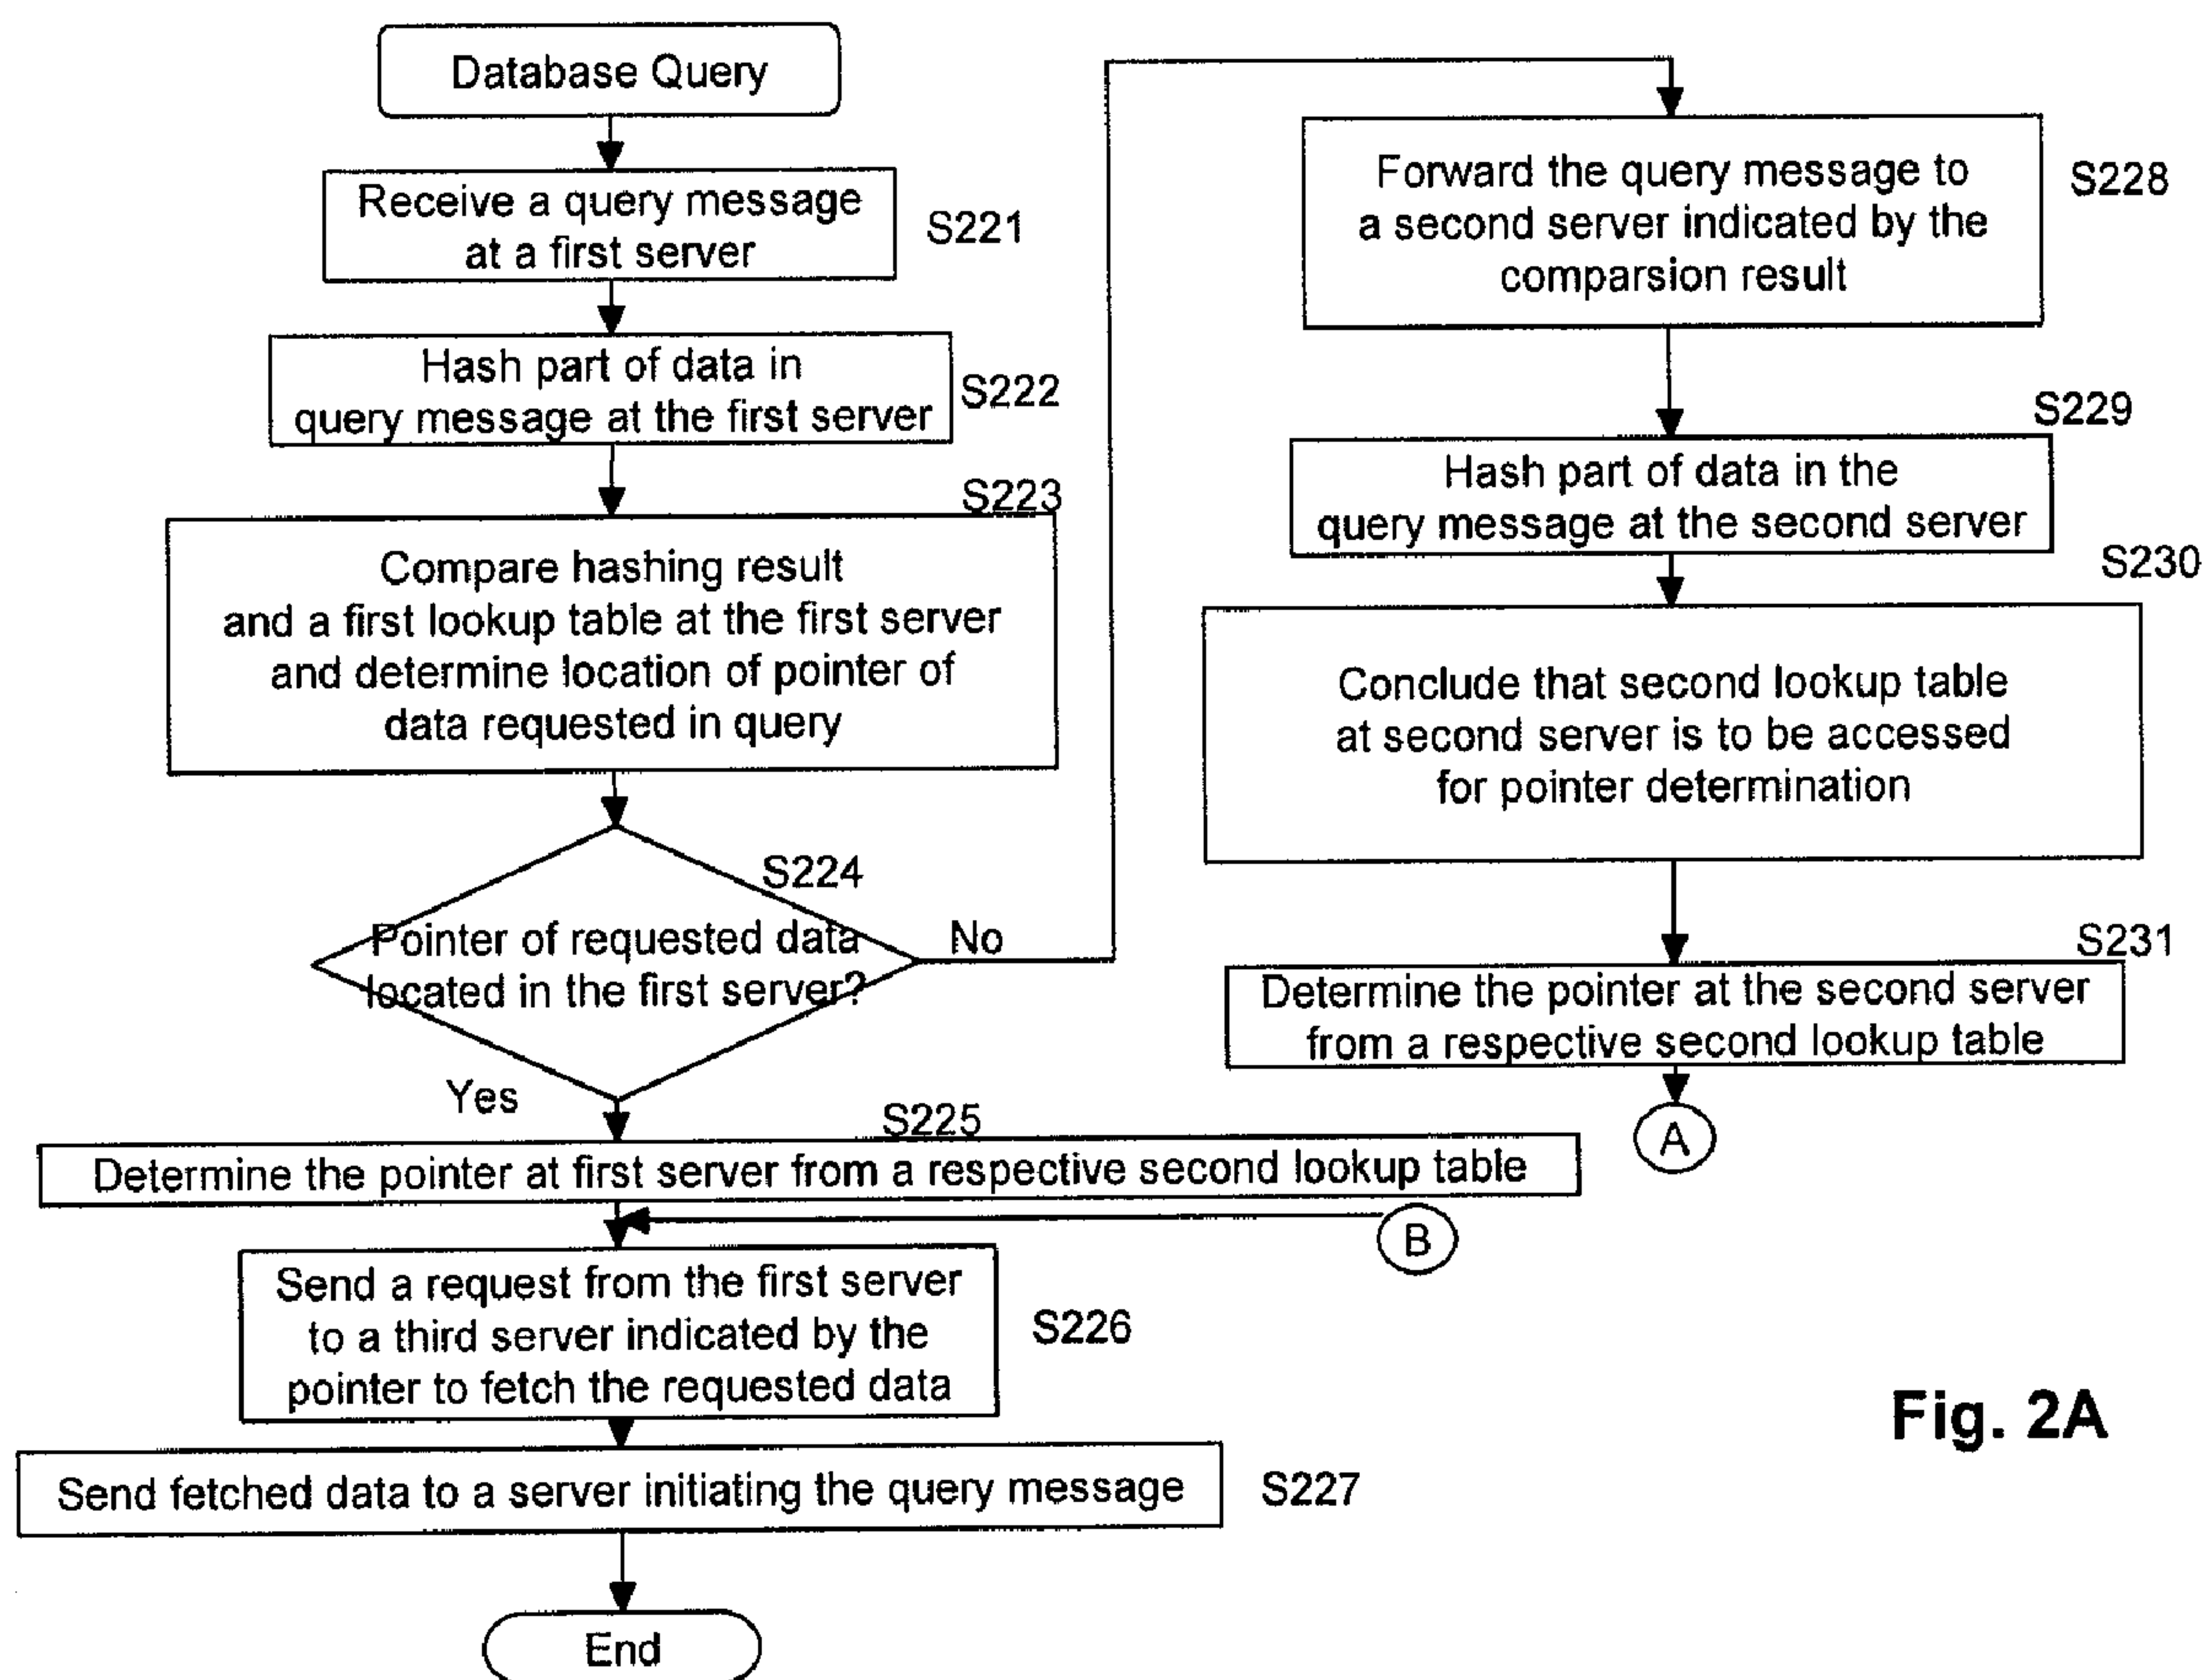 Database Query
Receive a query message
at a first server
S221
Hash part of data in
query message at the first server
S222
S223
Compare hashing result
and a first lookup table at the first server
and determine location of pointer of
data requested in query
S224
Pointer of requested data
located in the first server?
No
Yes
S225
Determine the pointer at first server from a respective second lookup table
B
Send a request from the first server
to a third server indicated by the
pointer to fetch the requested data
S226
Send fetched data to a server initiating the query message
S227
End
Forward the query message to
a second server indicated by the
comparsion result
S228
S229
Hash part of data in the
query message at the second server
S230
Conclude that second lookup table
at second server is to be accessed
for pointer determination
S231
Determine the pointer at the second server
from a respective second lookup table
A
Fig. 2A